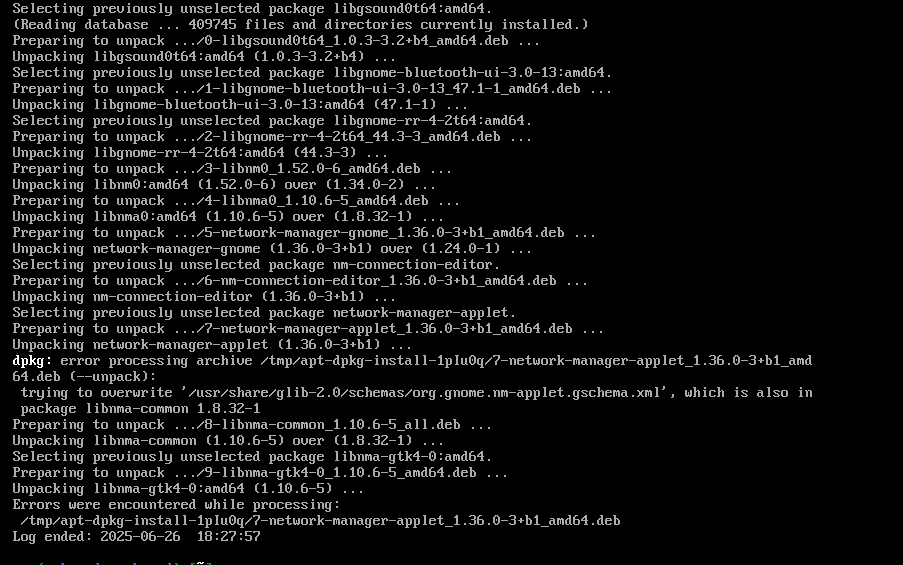 Selecting previously unselected package libgsound0t64:amd64.
(Reading database ... 409745 files and directories currently installed.)
Preparing to unpack .../0-libgsound0t64_1.0.3-3.2+b4_amd64.deb ...
Unpacking libgsound0t64:amd64 (1.0.3-3.2+b4) ...
Selecting previously unselected package libgnome-bluetooth-ui-3.0-13:amd64.
Preparing to unpack .../1-libgnome-bluetooth-ui-3.0-13_47.1-1_amd64.deb ...
Unpacking libgnome-bluetooth-ui-3.0-13:amd64 (47.1-1) ...
Selecting previously unselected package libgnome-rr-4-2t64:amd64.
Preparing to unpack .../2-libgnome-rr-4-2t64_44.3-3_amd64.deb ...
Unpacking libgnome-rr-4-2t64:amd64 (44.3-3) ...
Preparing to unpack .../3-libnm0_1.52.0-6_amd64.deb ...
Unpacking libnm0:amd64 (1.52.0-6) over (1.34.0-2) ...
Preparing to unpack .../4-libnma0_1.10.6-5_amd64.deb ...
Unpacking libnma0:amd64 (1.10.6-5) over (1.8.32-1) ...
Preparing to unpack .../5-network-manager-gnome_1.36.0-3+b1_amd64.deb ...
Unpacking network-manager-gnome (1.36.0-3+b1) over (1.24.0-1) ...
Selecting previously unselected package nm-connection-editor.
Preparing to unpack .../6-nm-connection-editor_1.36.0-3+b1_amd64.deb ...
Unpacking nm-connection-editor (1.36.0-3+b1) ...
Selecting previously unselected package network-manager-applet.
Preparing to unpack .../7-network-manager-applet_1.36.0-3+b1_amd64.deb ...
Unpacking network-manager-applet (1.36.0-3+b1) ...
dpkg: error processing archive /tmp/apt-dpkg-install-1pIu0q/7-network-manager-applet_1.36.0-3+b1_amd
64.deb (--unpack):
trying to overwrite '/usr/share/glib-2.0/schemas/org.gnome.nm-applet.gschema.xml', which is also in
package libnma-common 1.8.32-1
Preparing to unpack .../8-libnma-common_1.10.6-5_all.deb ...
Unpacking libnma-common (1.10.6-5) over (1.8.32-1) ...
Selecting previously unselected package libnma-gtk4-0:amd64.
Preparing to unpack .../9-libnma-gtk4-0_1.10.6-5_amd64.deb ...
Unpacking libnma-gtk4-0:amd64 (1.10.6-5) ...
Errors were encountered while processing:
/tmp/apt-dpkg-install-1pIu0q/7-network-manager-applet_1.36.0-3+b1_amd64.deb
Log ended: 2025-06-26  18:27:57